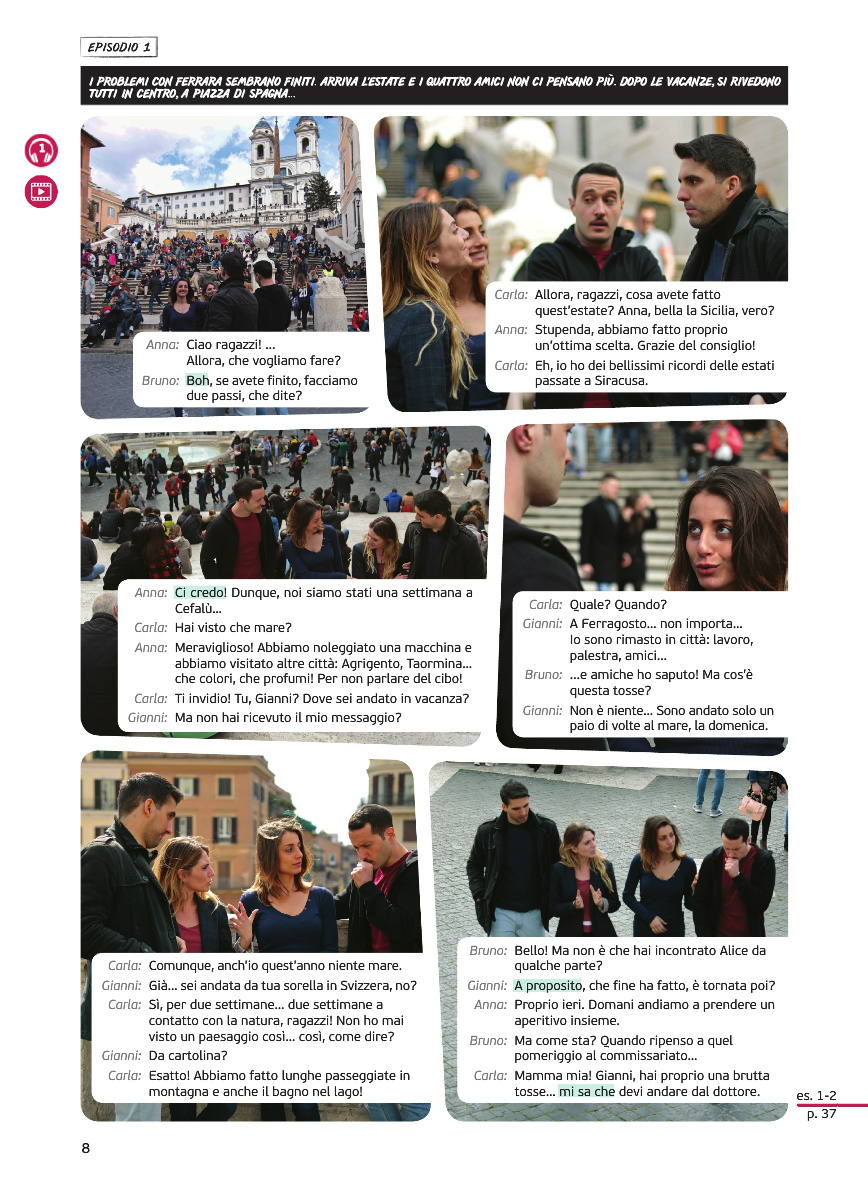 EPISODIO 1
I PROBLEMI CON FERRARA SEMBRANO FINITI. ARRIVA L'ESTATE E I QUATTRO AMICI NON CI PENSANO PIÙ. DOPO LE VACANZE, SI RIVEDONO
TUTTI IN CENTRO, A PIAZZA DI SPAGNA...
1
20
Anna: Ciao ragazzi! ...
Allora, che vogliamo fare?
Bruno: Boh, se avete finito, facciamo
due passi, che dite?
Carla: Allora, ragazzi, cosa avete fatto
quest'estate? Anna, bella la Sicilia, vero?
Anna: Stupenda, abbiamo fatto proprio
un'ottima scelta. Grazie del consiglio!
Carla: Eh, io ho dei bellissimi ricordi delle estati
passate a Siracusa.
Anna: Ci credo! Dunque, noi siamo stati una settimana a
Cefalù...
Carla: Hai visto che mare?
Anna: Meraviglioso! Abbiamo noleggiato una macchina e
abbiamo visitato altre città: Agrigento, Taormina...
che colori, che profumi! Per non parlare del cibo!
Carla: Ti invidio! Tu, Gianni? Dove sei andato in vacanza?
Gianni: Ma non hai ricevuto il mio messaggio?
Carla: Quale? Quando?
Gianni: A Ferragosto... non importa...
Io sono rimasto in città: lavoro,
palestra, amici...
Bruno: ...e amiche ho saputo! Ma cos'è
questa tosse?
Gianni: Non è niente... Sono andato solo un
paio di volte al mare, la domenica.
Carla: Comunque, anch'io quest'anno niente mare.
Gianni: Già... sei andata da tua sorella in Svizzera, no?
Carla: Sì, per due settimane... due settimane a
contatto con la natura, ragazzi! Non ho mai
visto un paesaggio così... così, come dire?
Gianni: Da cartolina?
Carla: Esatto! Abbiamo fatto lunghe passeggiate in
montagna e anche il bagno nel lago!
Bruno: Bello! Ma non è che hai incontrato Alice da
qualche parte?
Gianni: A proposito, che fine ha fatto, è tornata poi?
Anna: Proprio ieri. Domani andiamo a prendere un
aperitivo insieme.
Bruno: Ma come sta? Quando ripenso a quel
pomeriggio al commissariato...
Carla: Mamma mia! Gianni, hai proprio una brutta
tosse... mi sa che devi andare dal dottore.
es. 1-2
p. 37
8